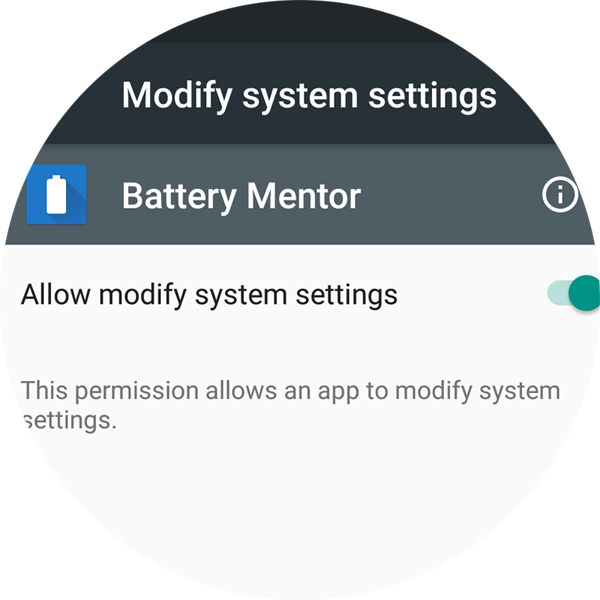 Modify system settings
Battery Mentor
Allow modify system settings
This permission allows an app to modify system
settings.